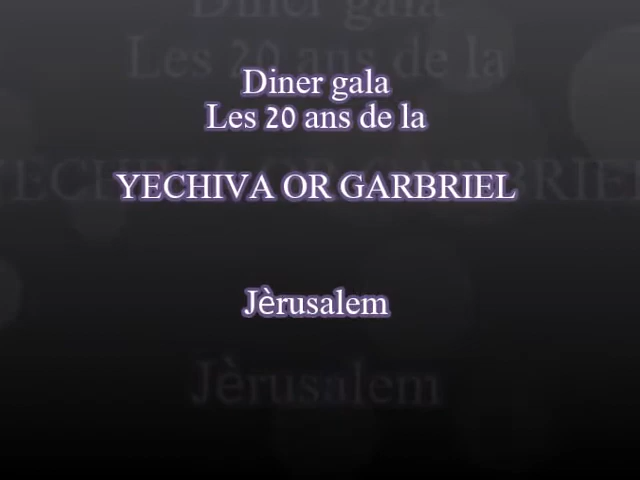 Diner gala
Les 20 ans de la
YECHIVA OR GARBRIEL
Jèrusalem